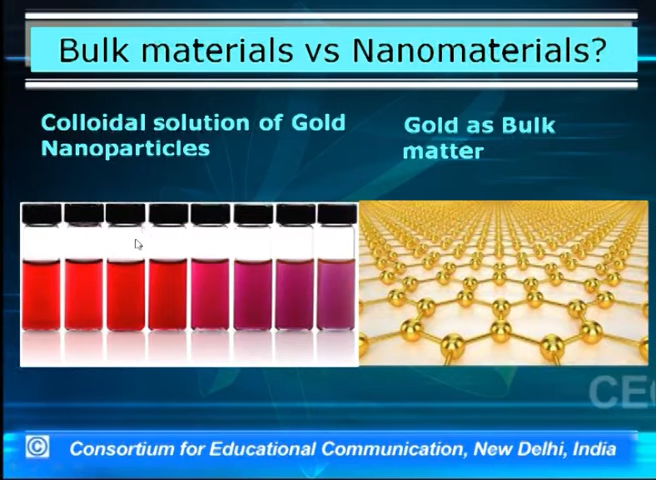 Bulk materials vs Nanomaterials?
Colloidal solution of Gold
Nanoparticles
Gold as Bulk
matter
CEC
© Consortium for Educational Communication, New Delhi, India